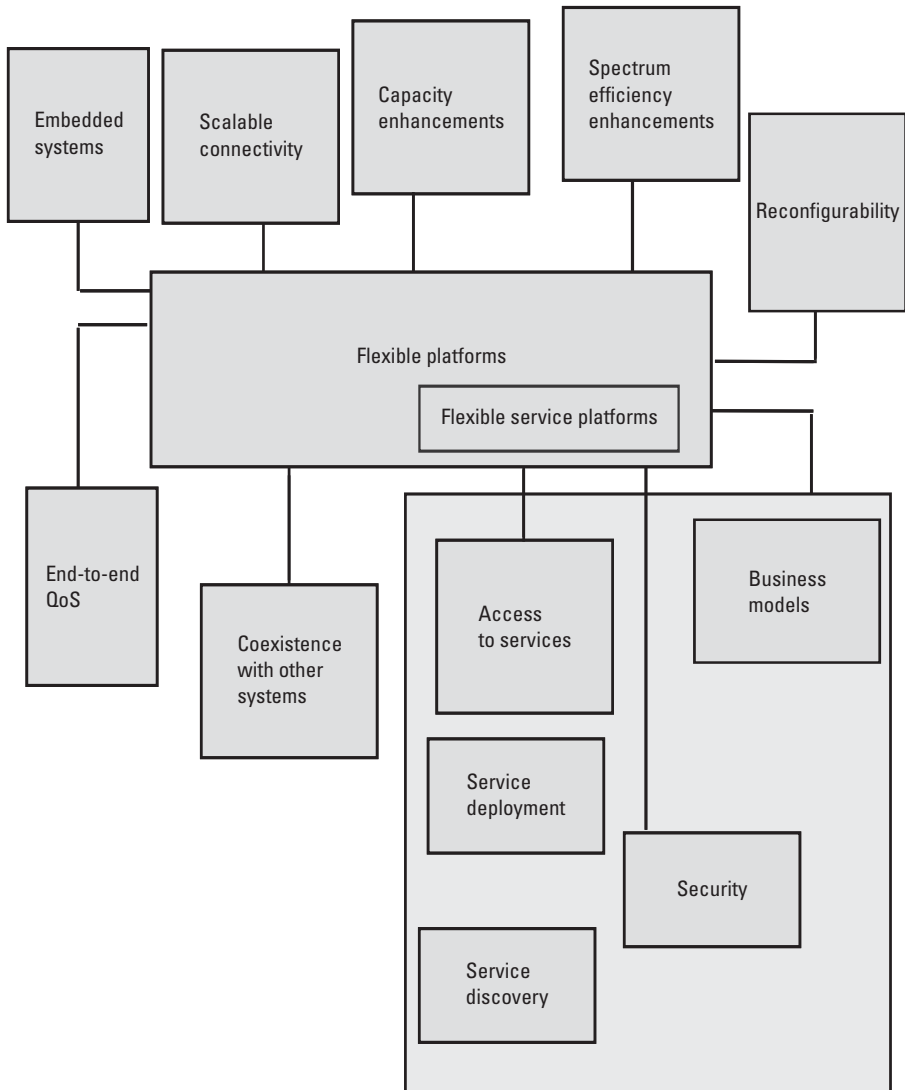 Embedded
systems
Scalable
connectivity
Capacity
enhancements
Spectrum
efficiency
enhancements
Reconfigurability
Flexible platforms
Flexible service platforms
End-to-end
QoS
Coexistence
with other
systems
Access
to services
Business
models
Service
deployment
Security
Service
discovery